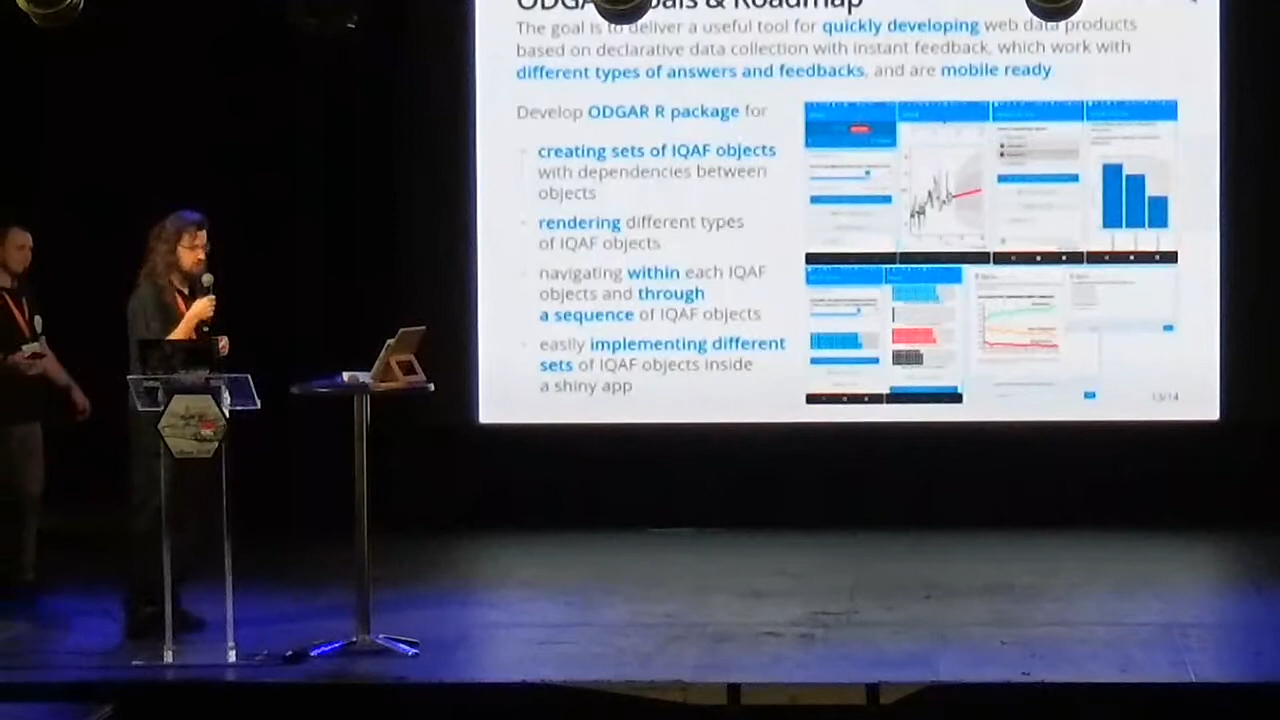 Goals & Roadmap
The goal is to deliver a useful tool for quickly developing web data products
based on declarative data collection with instant feedback, which work with
different types of answers and feedbacks, and are mobile ready
Develop ODGAR R package for
creating sets of IQAF objects
with dependencies between
objects
rendering different types
of IQAF objects
navigating within each IQAF
objects and through
a sequence of IQAF objects
easily implementing different
sets of IQAF objects inside
a shiny app
13/14